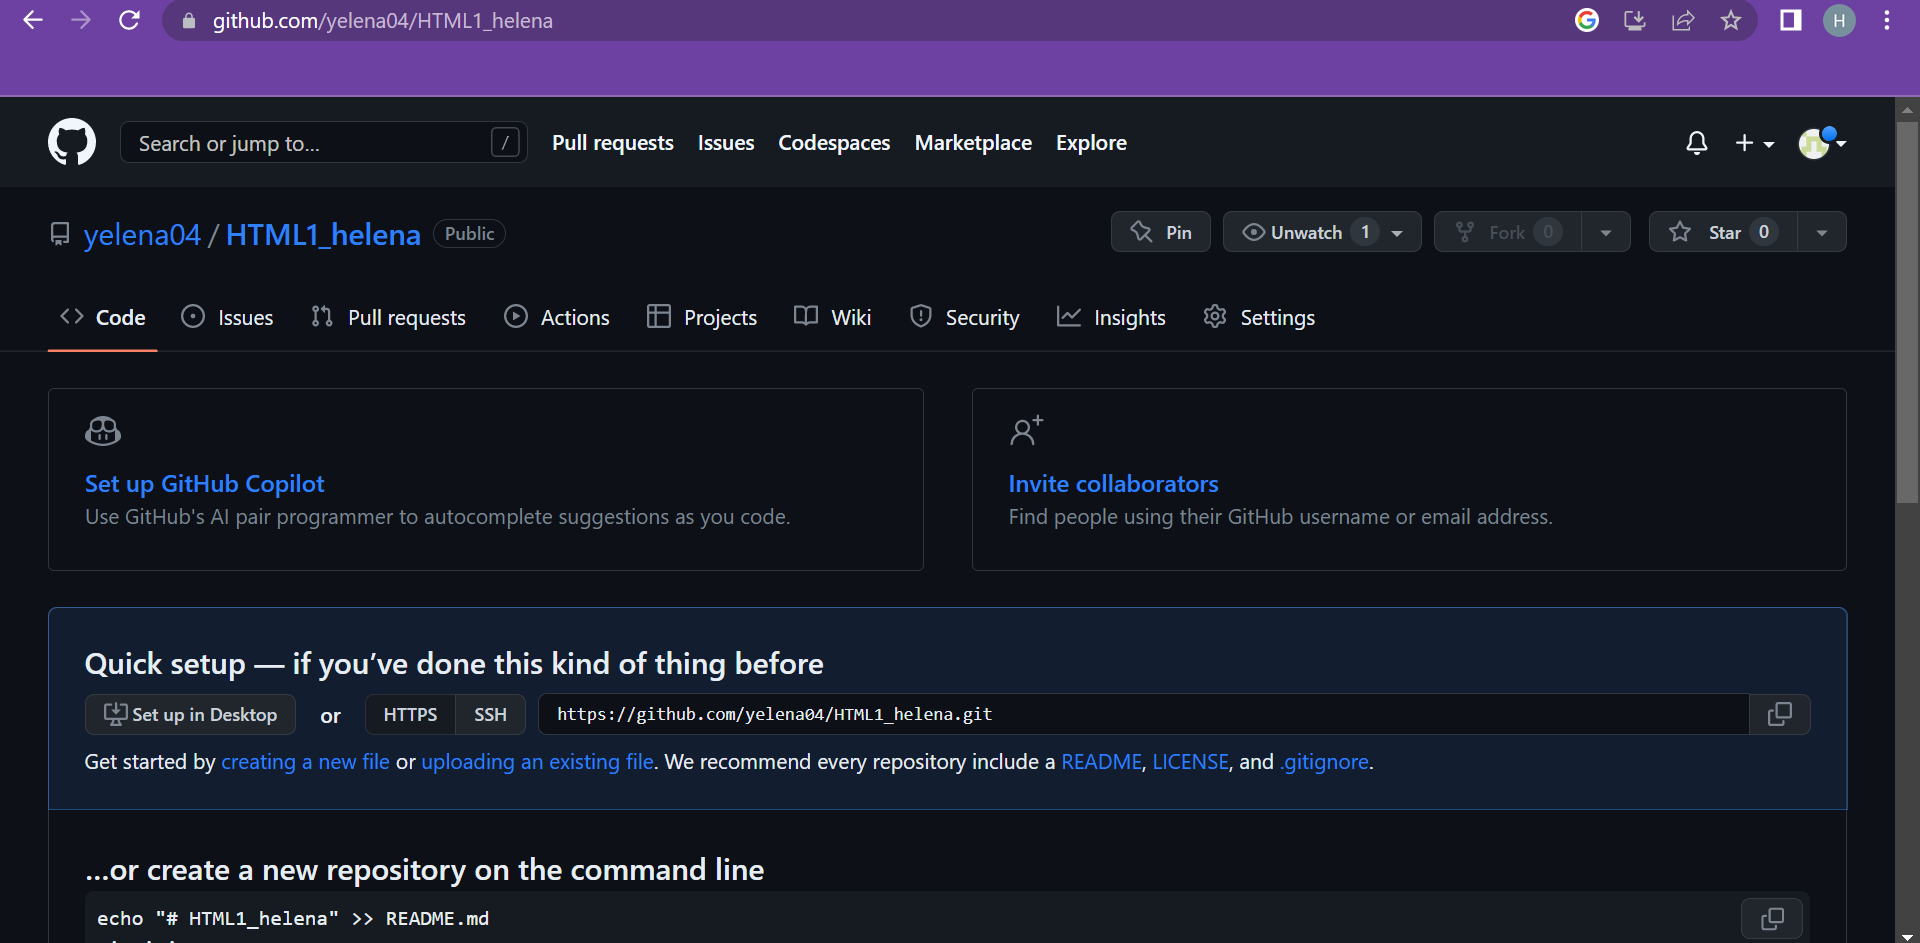 github.com/yelena04/HTML1_helena
H
Search or jump to... /
Pull requests Issues Codespaces Marketplace Explore
yelena04 / HTML1_helena Public
Pin Unwatch 1 Fork 0 Star 0
Code Issues Pull requests Actions Projects Wiki Security Insights Settings
Set up GitHub Copilot
Use GitHub's AI pair programmer to autocomplete suggestions as you code.
Invite collaborators
Find people using their GitHub username or email address.
Quick setup — if you’ve done this kind of thing before
Set up in Desktop or HTTPS SSH https://github.com/yelena04/HTML1_helena.git
Get started by creating a new file or uploading an existing file. We recommend every repository include a README, LICENSE, and .gitignore.
...or create a new repository on the command line
echo "# HTML1_helena" >> README.md